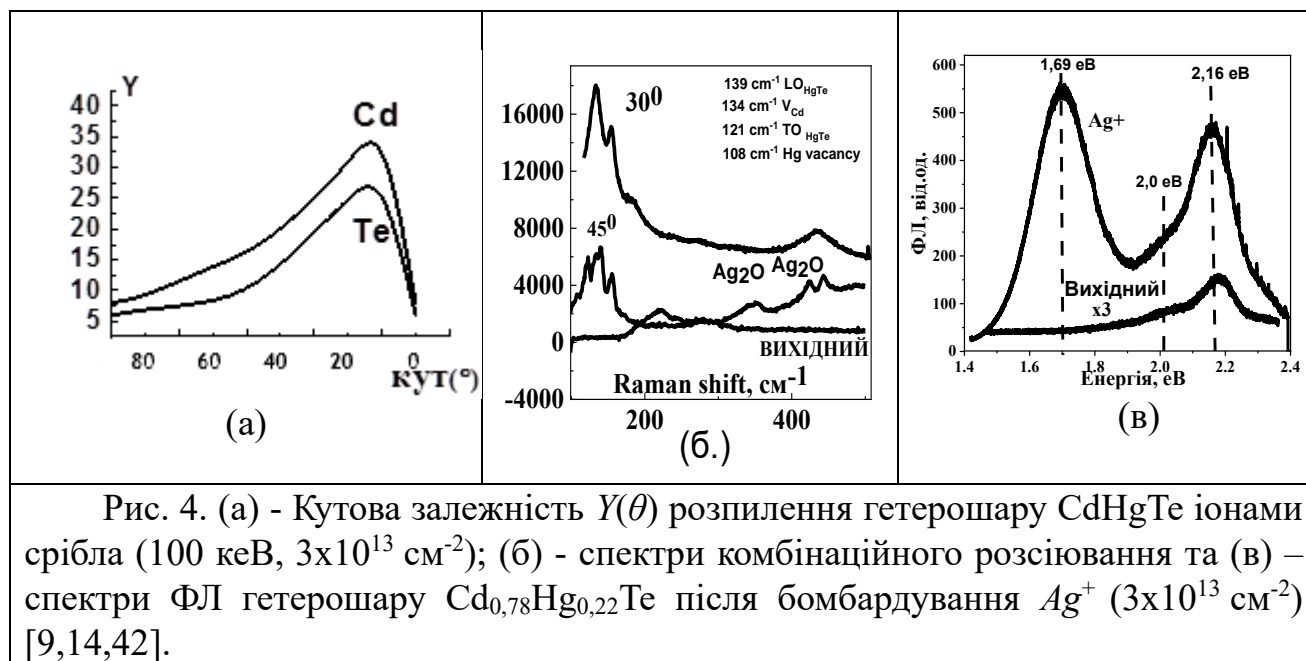 Y
40
35
30
25
20
15
10
5
Cd
Te
80 60 40 20 0
кут(°)
(а)
16000
12000
8000
4000
0
-4000
30⁰
139 cm⁻¹ LO HgTe
134 cm⁻¹ V Cd
121 cm⁻¹ TO HgTe
108 cm⁻¹ Hg vacancy
45⁰
Ag₂O Ag₂O
ВИХІДНИЙ
Raman shift, см⁻¹
200 400
(б.)
600
500
400
300
200
100
0
ФЛ, від.од.
1,69 еВ
2,16 еВ
Ag+
2,0 еВ
Вихідний
x3
1.4 1.6 1.8 2.0 2.2 2.4
Енергія, еВ
(в)
Рис. 4. (а) - Кутова залежність Y(θ) розпилення гетерошару CdHgTe іонами
срібла (100 кеВ, 3x10¹³ см⁻²); (б) - спектри комбінаційного розсіювання та (в) –
спектри ФЛ гетерошару Cd₀,₇₈Hg₀,₂₂Te після бомбардування Ag⁺ (3x10¹³ см⁻²)
[9,14,42].